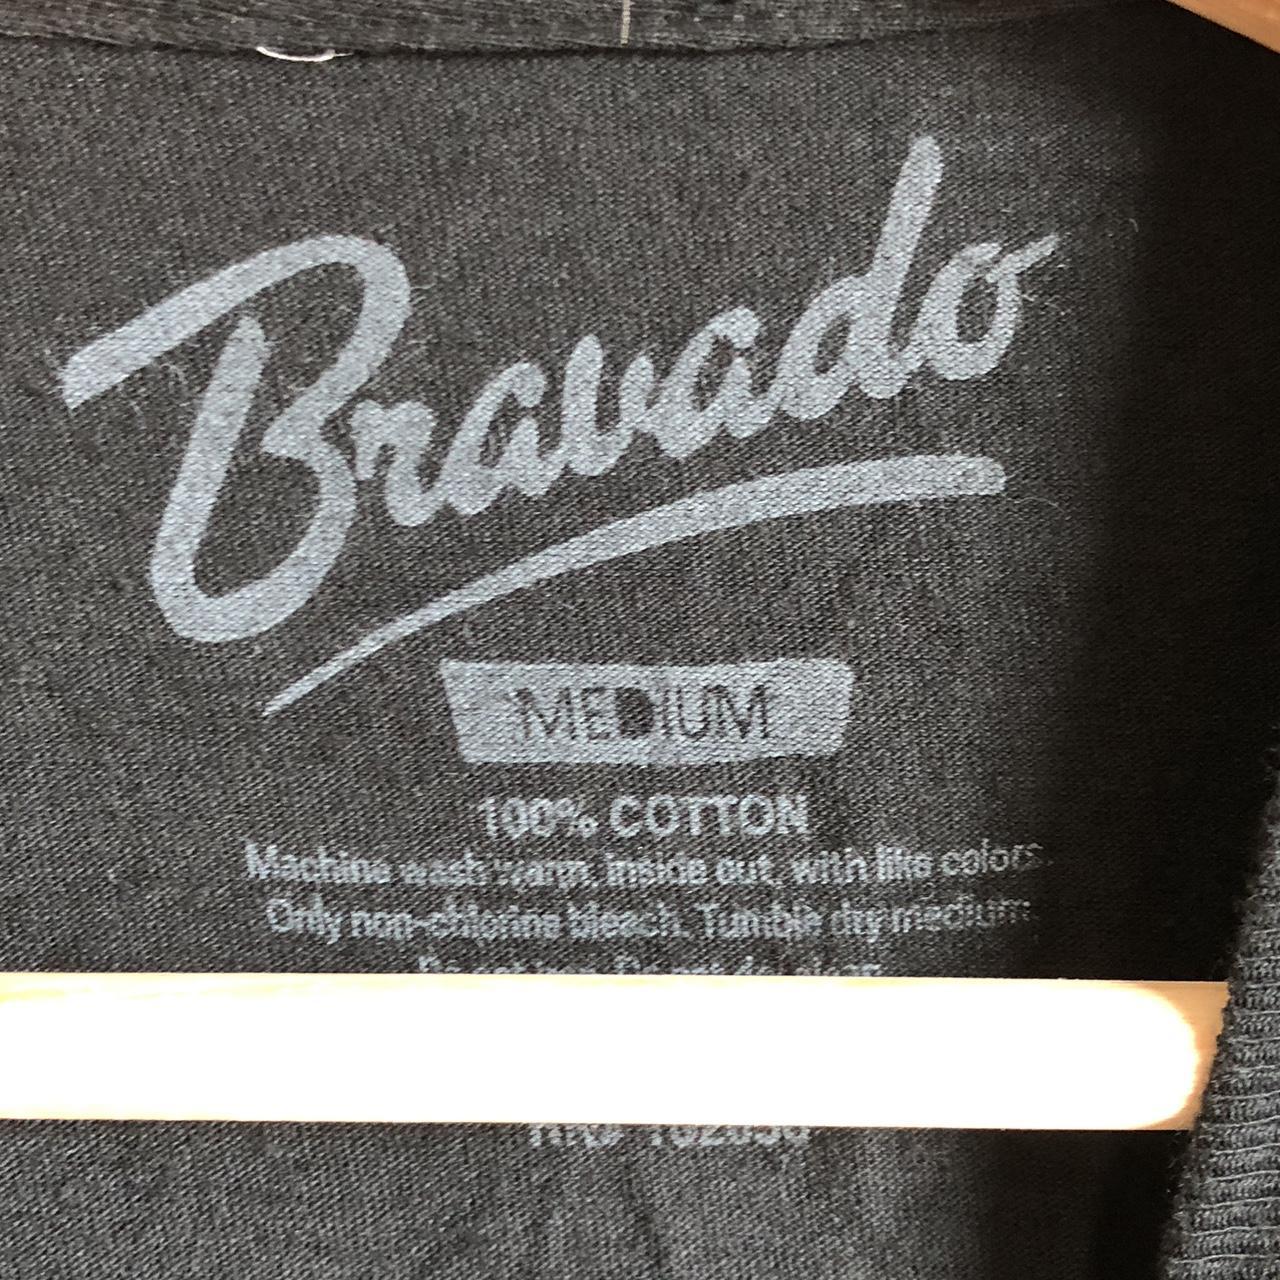 Bravado
MEDIUM
100% COTTON
Machine wash warm, inside out, with like colors.
Only non-chlorine bleach. Tumble dry medium.